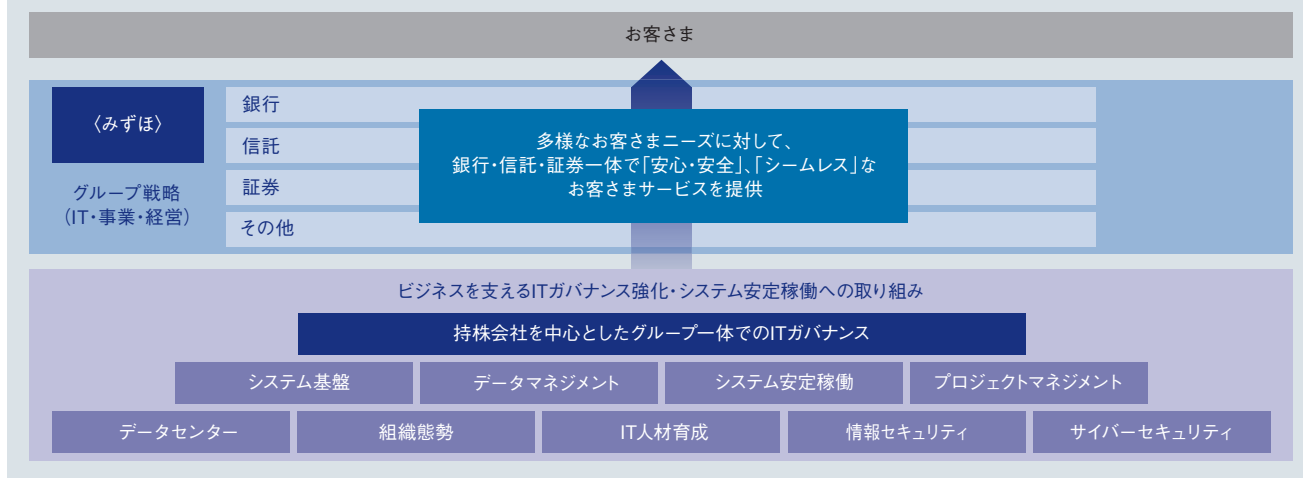 お客さま
〈みずほ〉
グループ戦略
（IT・事業・経営）
銀行
信託
証券
その他
多様なお客さまニーズに対して、
銀行・信託・証券一体で「安心・安全」、「シームレス」な
お客さまサービスを提供
ビジネスを支えるITガバナンス強化・システム安定稼働への取り組み
持株会社を中心としたグループ一体でのITガバナンス
システム基盤
データマネジメント
システム安定稼働
プロジェクトマネジメント
データセンター
組織態勢
IT人材育成
情報セキュリティ
サイバーセキュリティ